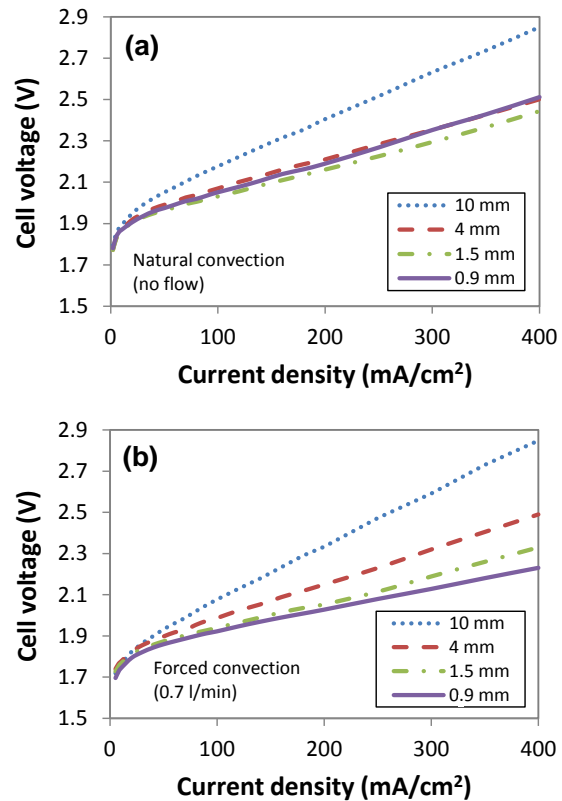 (a)
Cell voltage (V)
2.9
2.7
2.5
2.3
2.1
1.9
1.7
1.5
Natural convection
(no flow)
10 mm
4 mm
1.5 mm
0.9 mm
0 100 200 300 400
Current density (mA/cm²)
(b)
Cell voltage (V)
2.9
2.7
2.5
2.3
2.1
1.9
1.7
1.5
Forced convection
(0.7 l/min)
10 mm
4 mm
1.5 mm
0.9 mm
0 100 200 300 400
Current density (mA/cm²)